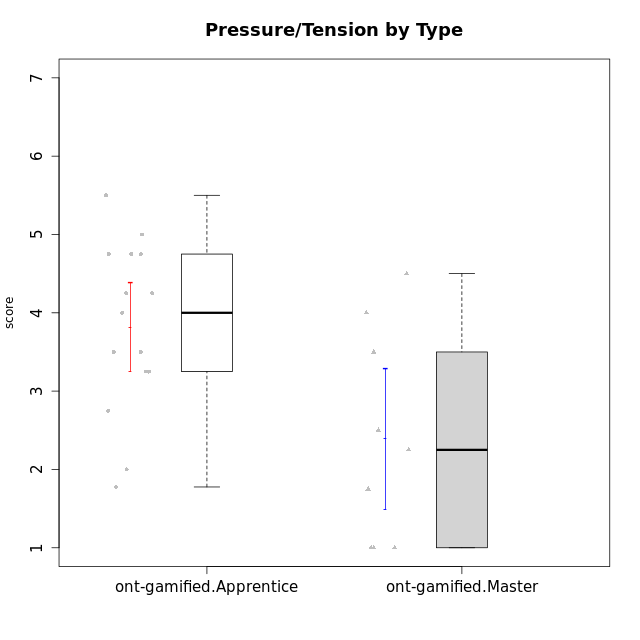 Pressure/Tension by Type
7
6
5
4
3
2
1
score
ont-gamified.Apprentice
ont-gamified.Master